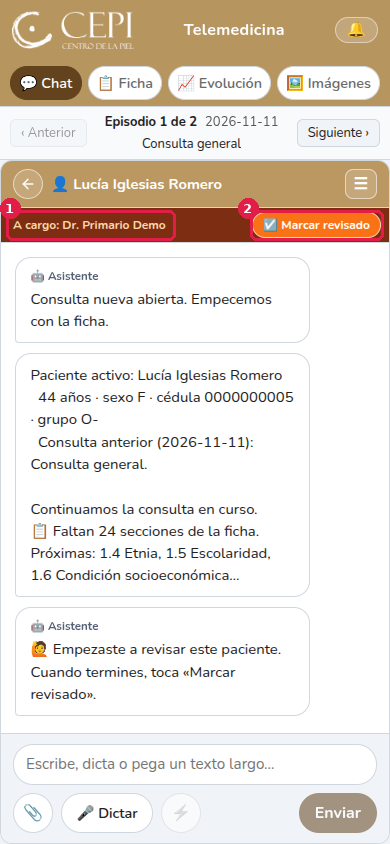 CEPI
CENTRO DE LA PIEL
Telemedicina
🔔
💬 Chat
📋 Ficha
📈 Evolución
🖼️ Imágenes
‹ Anterior
Episodio 1 de 2 2026-11-11
Consulta general
Siguiente ›
← 👤 Lucía Iglesias Romero ☰
1
A cargo: Dr. Primario Demo
2
☑️ Marcar revisado
🤖 Asistente
Consulta nueva abierta. Empecemos
con la ficha.
Paciente activo: Lucía Iglesias Romero
44 años · sexo F · cédula 0000000005
· grupo O-
Consulta anterior (2026-11-11):
Consulta general.
Continuamos la consulta en curso.
📋 Faltan 24 secciones de la ficha.
Próximas: 1.4 Etnia, 1.5 Escolaridad,
1.6 Condición socioeconómica…
🤖 Asistente
🙋 Empezaste a revisar este paciente.
Cuando termines, toca «Marcar
revisado».
Escribe, dicta o pega un texto largo…
📎
🎤 Dictar
⚡
Enviar